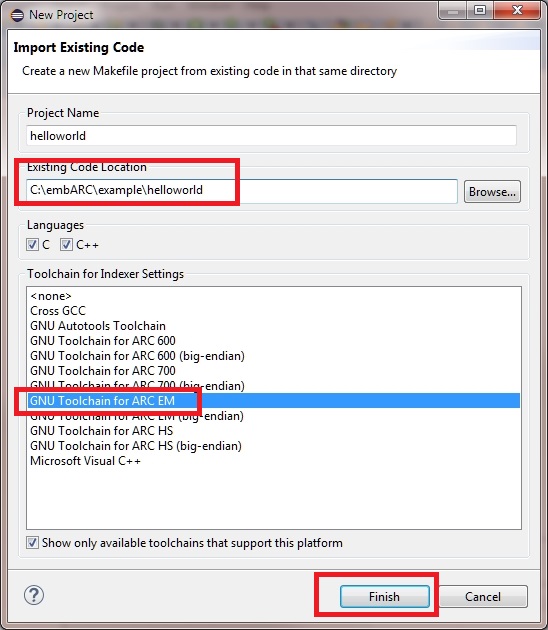 New Project
Import Existing Code
Create a new Makefile project from existing code in that same directory
Project Name
helloworld
Existing Code Location
C:\embARC\example\helloworld
Browse...
Languages
C C++
Toolchain for Indexer Settings
<none>
Cross GCC
GNU Autotools Toolchain
GNU Toolchain for ARC 600
GNU Toolchain for ARC 600 (big-endian)
GNU Toolchain for ARC 700
GNU Toolchain for ARC 700 (big-endian)
GNU Toolchain for ARC EM
GNU Toolchain for ARC EM (big-endian)
GNU Toolchain for ARC HS
GNU Toolchain for ARC HS (big-endian)
Microsoft Visual C++
Show only available toolchains that support this platform
?
Finish
Cancel